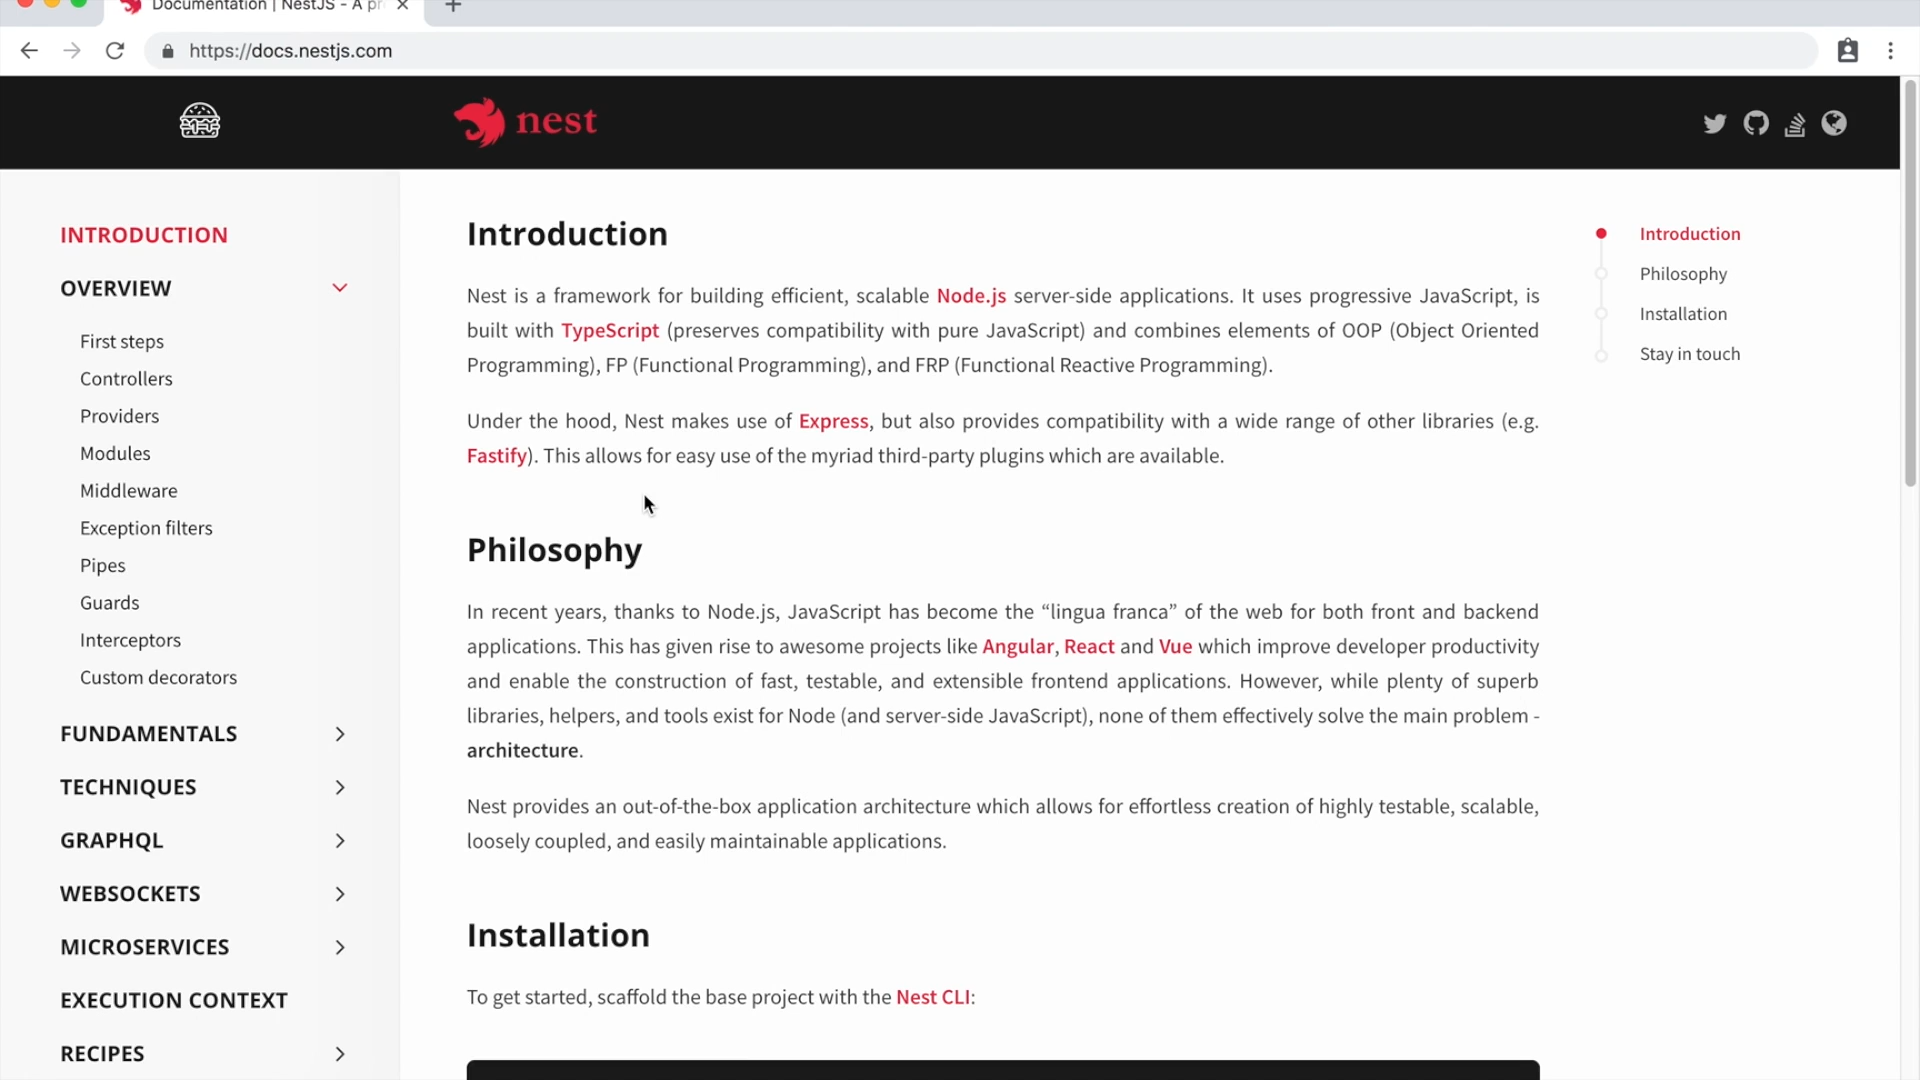 Documentation | NestJS - A pr
https://docs.nestjs.com
nest
INTRODUCTION
OVERVIEW
First steps
Controllers
Providers
Modules
Middleware
Exception filters
Pipes
Guards
Interceptors
Custom decorators
FUNDAMENTALS
TECHNIQUES
GRAPHQL
WEBSOCKETS
MICROSERVICES
EXECUTION CONTEXT
RECIPES
Introduction
Nest is a framework for building efficient, scalable Node.js server-side applications. It uses progressive JavaScript, is
built with TypeScript (preserves compatibility with pure JavaScript) and combines elements of OOP (Object Oriented
Programming), FP (Functional Programming), and FRP (Functional Reactive Programming).
Under the hood, Nest makes use of Express, but also provides compatibility with a wide range of other libraries (e.g.
Fastify). This allows for easy use of the myriad third-party plugins which are available.
Philosophy
In recent years, thanks to Node.js, JavaScript has become the “lingua franca” of the web for both front and backend
applications. This has given rise to awesome projects like Angular, React and Vue which improve developer productivity
and enable the construction of fast, testable, and extensible frontend applications. However, while plenty of superb
libraries, helpers, and tools exist for Node (and server-side JavaScript), none of them effectively solve the main problem -
architecture.
Nest provides an out-of-the-box application architecture which allows for effortless creation of highly testable, scalable,
loosely coupled, and easily maintainable applications.
Installation
To get started, scaffold the base project with the Nest CLI:
Introduction
Philosophy
Installation
Stay in touch